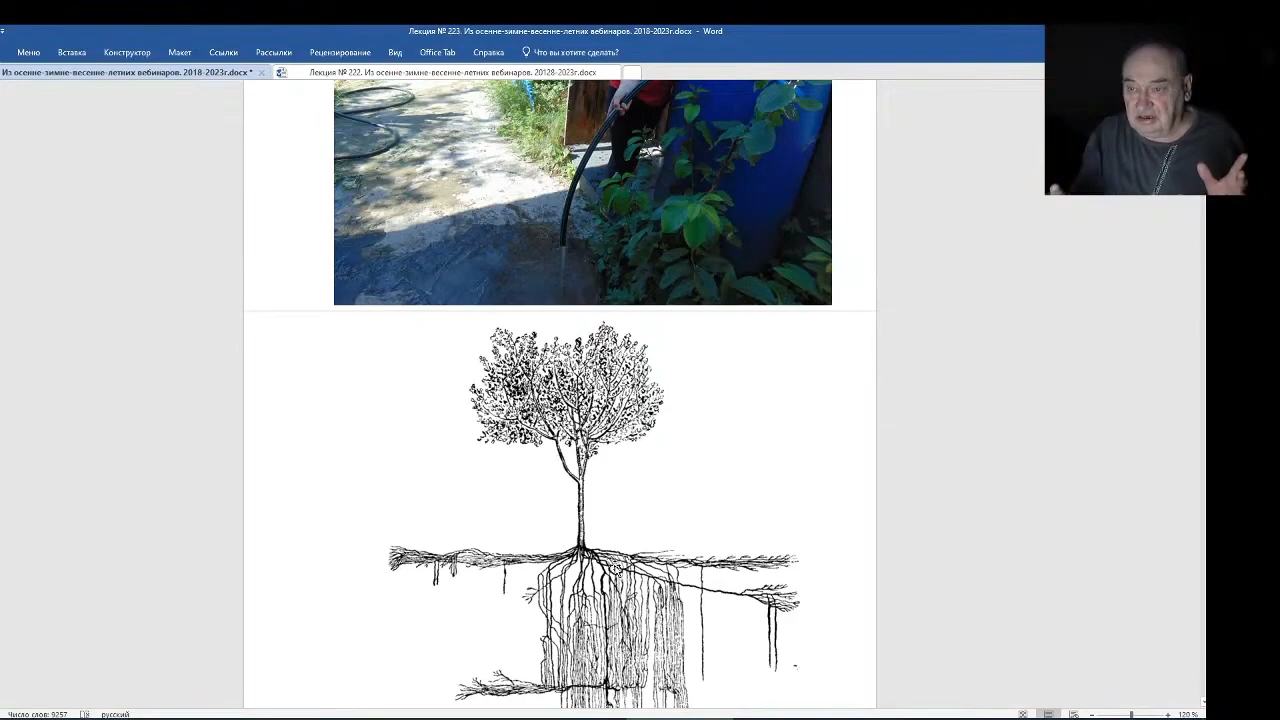 Лекция № 223. Из осенне-зимне-весенне-летних вебинаров. 2018-2023г.docx - Word
Меню Вставка Конструктор Макет Ссылки Рассылки Рецензирование Вид Office Tab Справка Что вы хотите сделать?
Из осенне-зимне-весенне-летних вебинаров. 2018-2023г.docx * Лекция № 222. Из осенне-зимне-весенне-летних вебинаров. 20128-2023г.docx
Число слов: 9257 русский 120 %